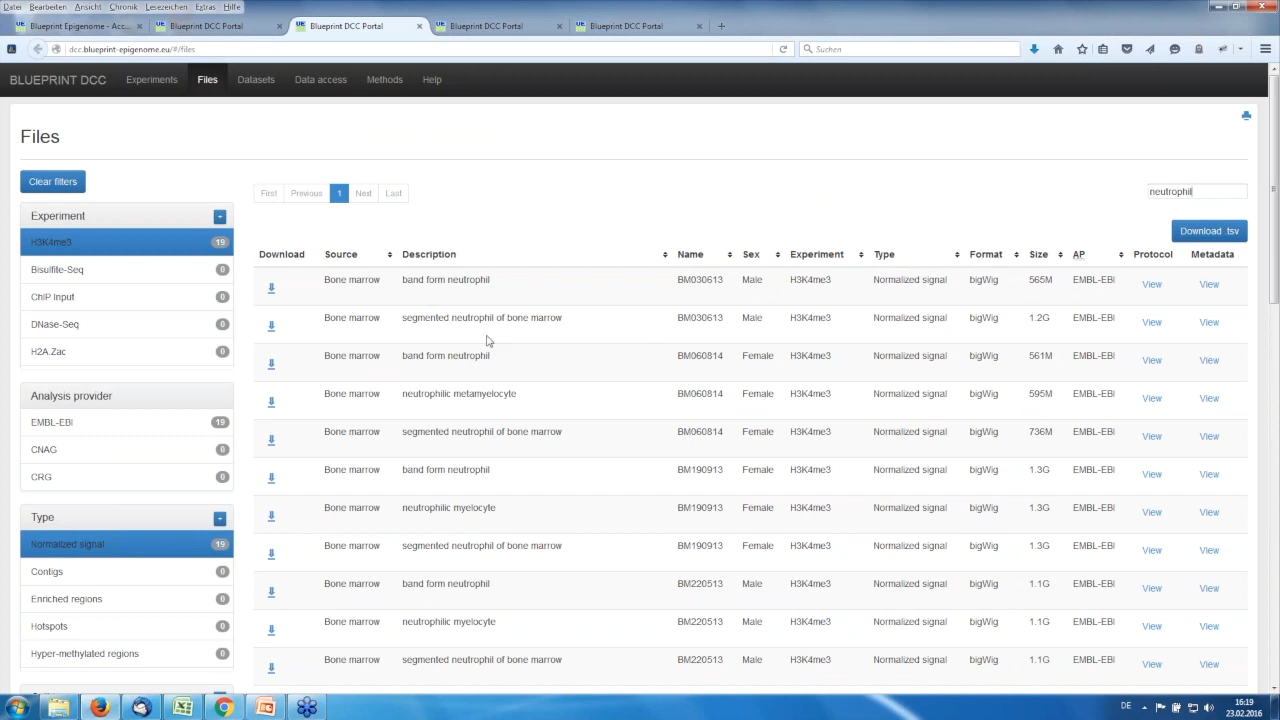 Datei Bearbeiten Ansicht Chronik Lesezeichen Extras Hilfe
Blueprint Epigenome - Acc... Blueprint DCC Portal Blueprint DCC Portal Blueprint DCC Portal Blueprint DCC Portal
dcc.blueprint-epigenome.eu/#/files Suchen
BLUEPRINT DCC Experiments Files Datasets Data access Methods Help
Files
Clear filters First Previous 1 Next Last neutrophil
Download .tsv
Experiment
H3K4me3 19
Bisulfite-Seq 0
ChIP Input 0
DNase-Seq 0
H2A.Zac 0
Analysis provider
EMBL-EBI 19
CNAG 0
CRG 0
Type
Normalized signal 19
Contigs 0
Enriched regions 0
Hotspots 0
Hyper-methylated regions 0
Download Source Description Name Sex Experiment Type Format Size AP Protocol Metadata
Bone marrow band form neutrophil BM030613 Male H3K4me3 Normalized signal bigWig 565M EMBL-EBI View View
Bone marrow segmented neutrophil of bone marrow BM030613 Male H3K4me3 Normalized signal bigWig 1.2G EMBL-EBI View View
Bone marrow band form neutrophil BM060814 Female H3K4me3 Normalized signal bigWig 561M EMBL-EBI View View
Bone marrow neutrophilic metamyelocyte BM060814 Female H3K4me3 Normalized signal bigWig 595M EMBL-EBI View View
Bone marrow segmented neutrophil of bone marrow BM060814 Female H3K4me3 Normalized signal bigWig 736M EMBL-EBI View View
Bone marrow band form neutrophil BM190913 Female H3K4me3 Normalized signal bigWig 1.3G EMBL-EBI View View
Bone marrow neutrophilic myelocyte BM190913 Female H3K4me3 Normalized signal bigWig 1.3G EMBL-EBI View View
Bone marrow segmented neutrophil of bone marrow BM190913 Female H3K4me3 Normalized signal bigWig 1.3G EMBL-EBI View View
Bone marrow band form neutrophil BM220513 Male H3K4me3 Normalized signal bigWig 1.1G EMBL-EBI View View
Bone marrow neutrophilic myelocyte BM220513 Male H3K4me3 Normalized signal bigWig 1.1G EMBL-EBI View View
Bone marrow segmented neutrophil of bone marrow BM220513 Male H3K4me3 Normalized signal bigWig 1.1G EMBL-EBI View View
DE 16:19
23.02.2016